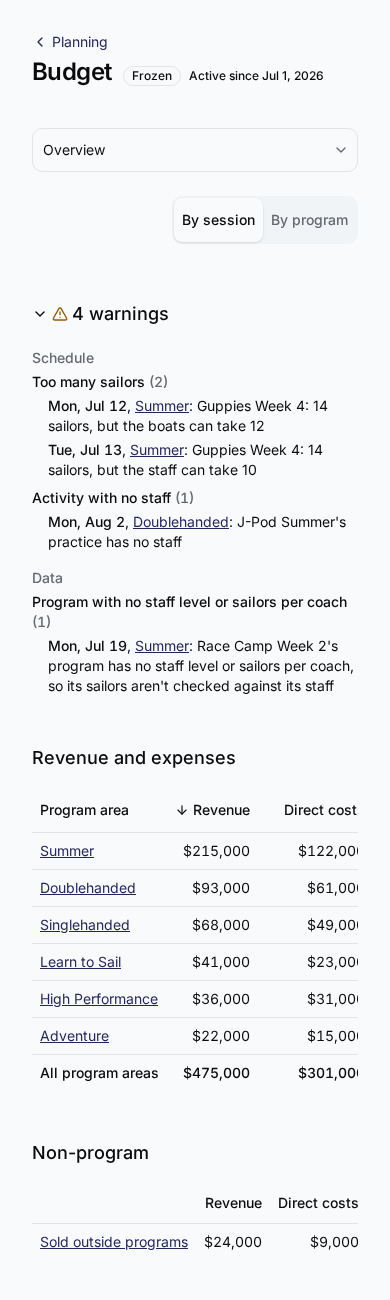 Planning
Budget Frozen Active since Jul 1, 2026
Overview
By session By program
4 warnings
Schedule
Too many sailors (2)
Mon, Jul 12, Summer: Guppies Week 4: 14
sailors, but the boats can take 12
Tue, Jul 13, Summer: Guppies Week 4: 14
sailors, but the staff can take 10
Activity with no staff (1)
Mon, Aug 2, Doublehanded: J-Pod Summer's
practice has no staff
Data
Program with no staff level or sailors per coach
(1)
Mon, Jul 19, Summer: Race Camp Week 2's
program has no staff level or sailors per coach,
so its sailors aren't checked against its staff
Revenue and expenses
Program area ↓ Revenue Direct cost
Summer $215,000 $122,000
Doublehanded $93,000 $61,000
Singlehanded $68,000 $49,000
Learn to Sail $41,000 $23,000
High Performance $36,000 $31,000
Adventure $22,000 $15,000
All program areas $475,000 $301,000
Non-program
Revenue Direct costs
Sold outside programs $24,000 $9,000